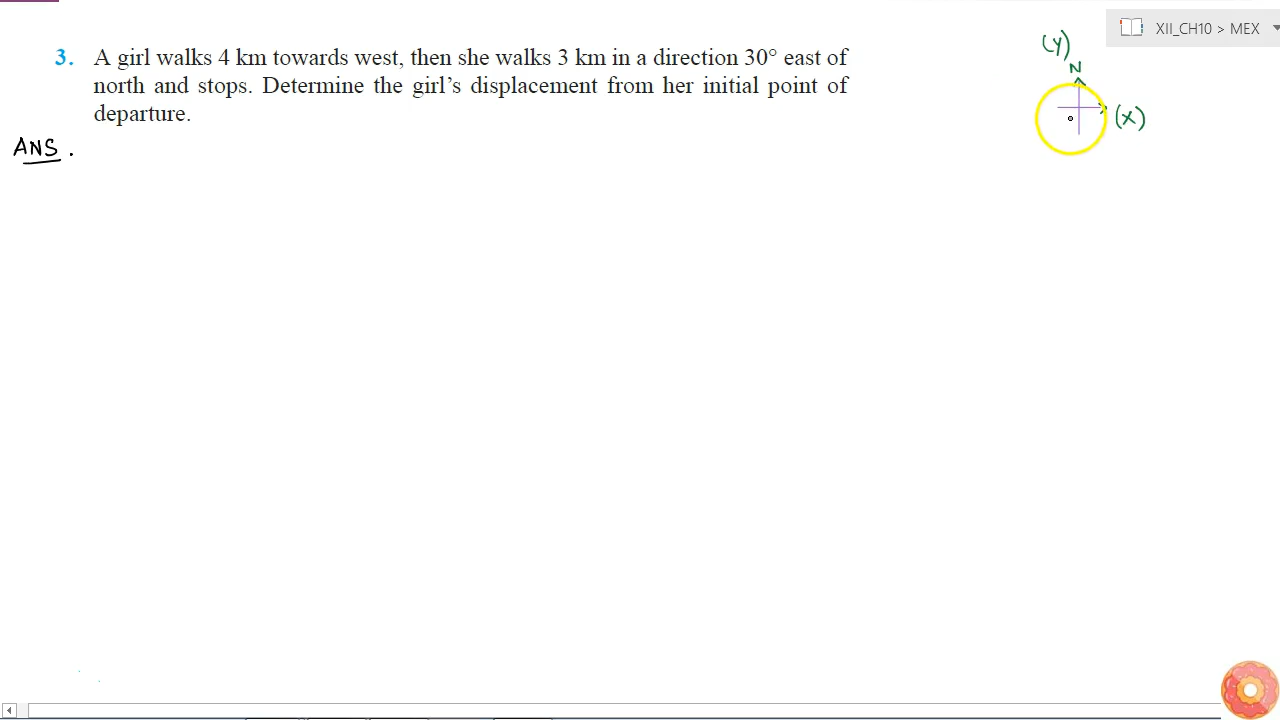 XII_CH10 > MEX
(Y)
N
(X)
3. A girl walks 4 km towards west, then she walks 3 km in a direction 30° east of
north and stops. Determine the girl’s displacement from her initial point of
departure.
ANS.